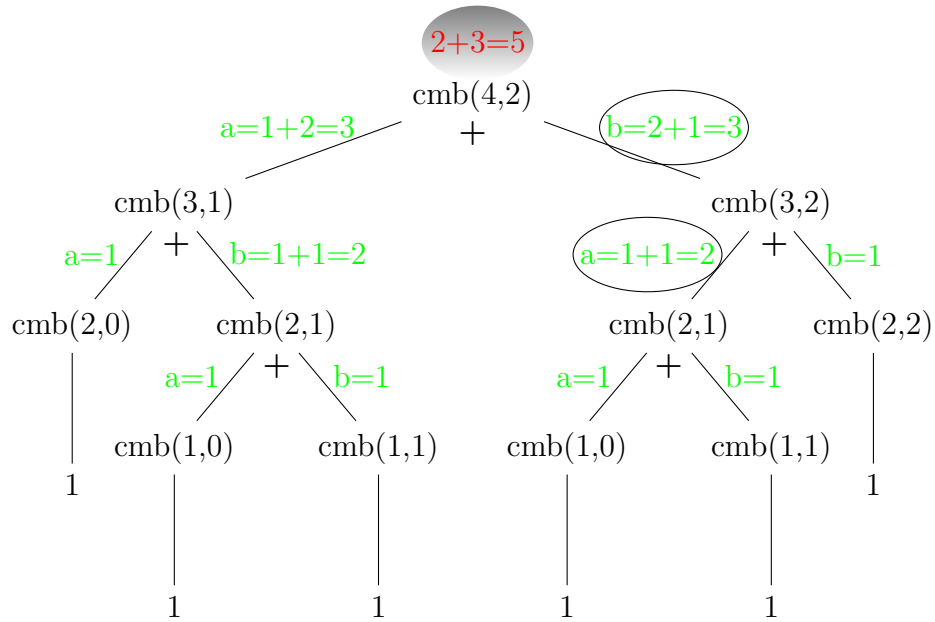 2+3=5
cmb(4,2)
+
a=1+2=3
b=2+1=3
cmb(3,1)
+
cmb(3,2)
+
a=1
b=1+1=2
a=1+1=2
b=1
cmb(2,0)
cmb(2,1)
+
cmb(2,1)
+
cmb(2,2)
a=1
b=1
a=1
b=1
cmb(1,0)
cmb(1,1)
cmb(1,0)
cmb(1,1)
1
1
1
1
1
1